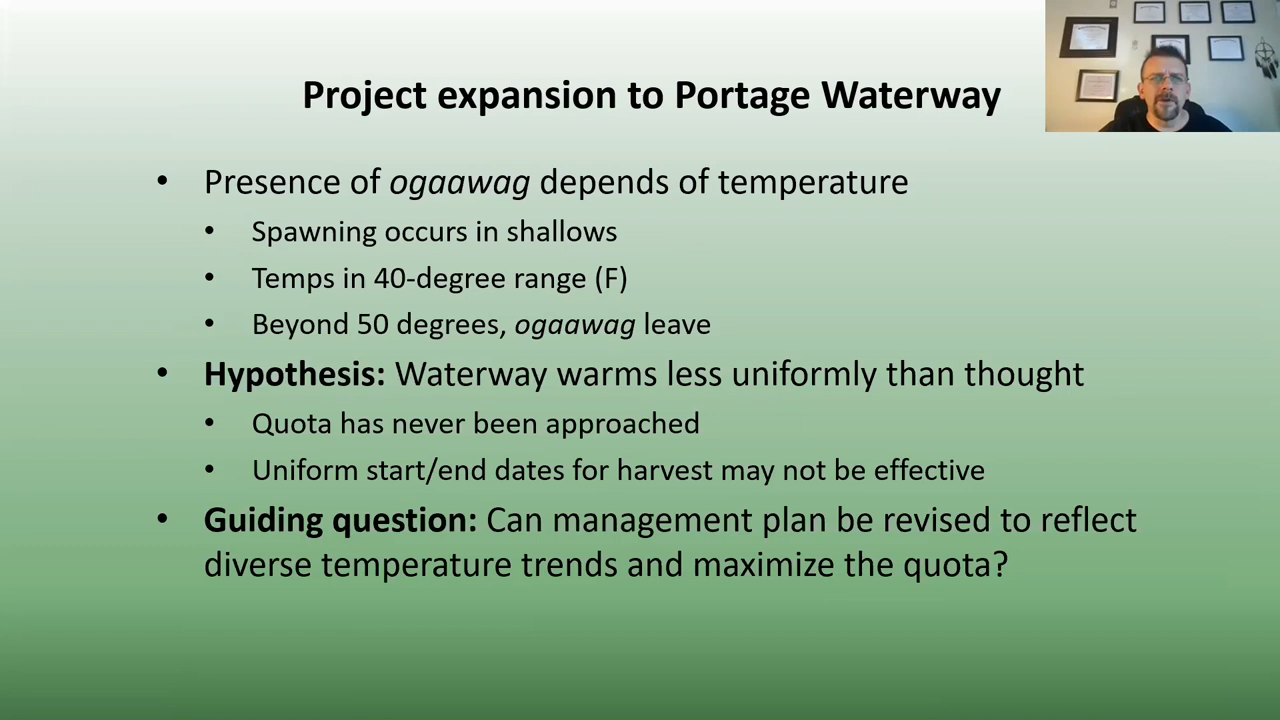 Project expansion to Portage Waterway
• Presence of ogaawag depends of temperature
• Spawning occurs in shallows
• Temps in 40-degree range (F)
• Beyond 50 degrees, ogaawag leave
• Hypothesis: Waterway warms less uniformly than thought
• Quota has never been approached
• Uniform start/end dates for harvest may not be effective
• Guiding question: Can management plan be revised to reflect
diverse temperature trends and maximize the quota?